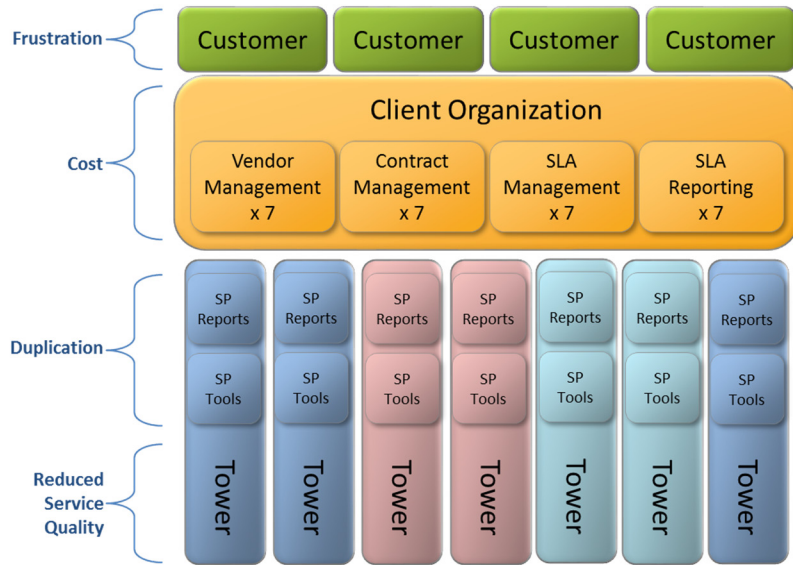 Frustration
Customer
Customer
Customer
Customer
Cost
Client Organization
Vendor
Management
x 7
Contract
Management
x 7
SLA
Management
x 7
SLA
Reporting
x 7
Duplication
SP
Reports
SP
Reports
SP
Reports
SP
Reports
SP
Reports
SP
Reports
SP
Reports
SP
Tools
SP
Tools
SP
Tools
SP
Tools
SP
Tools
SP
Tools
SP
Tools
Reduced
Service
Quality
Tower
Tower
Tower
Tower
Tower
Tower
Tower